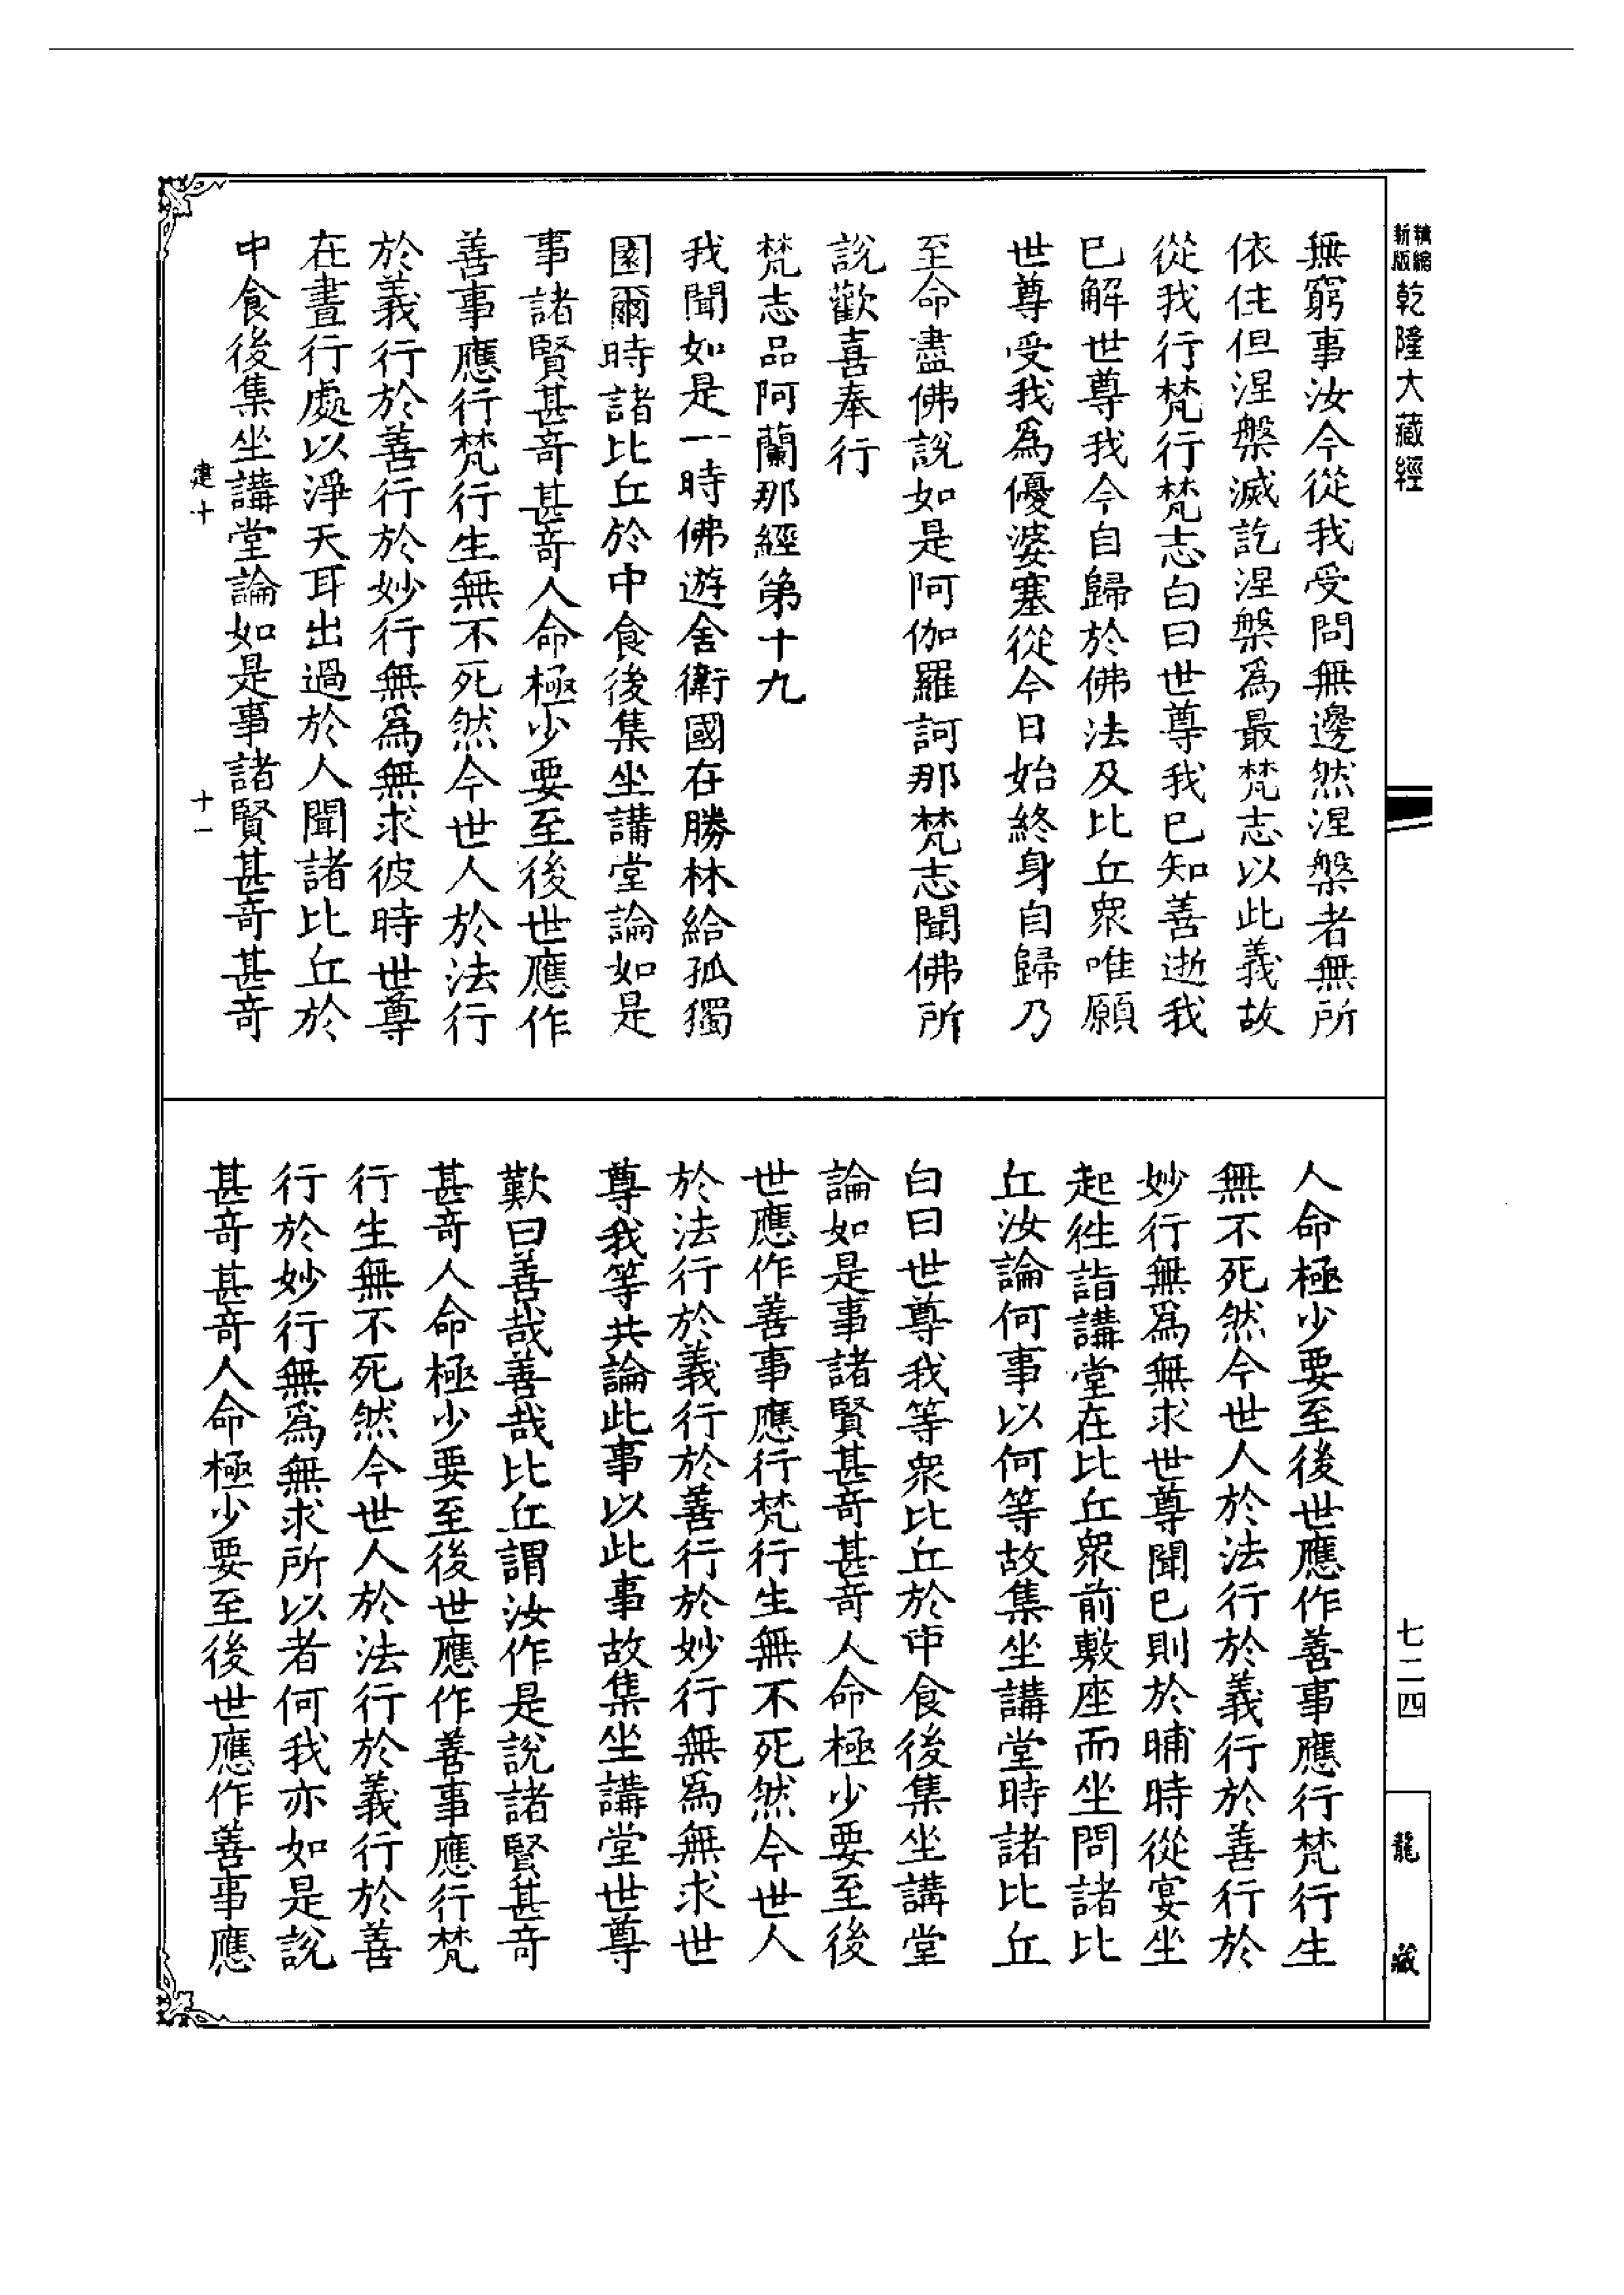 新編縮版乾隆大藏經
無窮事汝今從我受問無邊然涅槃者無所
依住但涅槃滅訖涅槃爲最梵志以此義故
從我行梵行梵志白曰世尊我已知善逝我
已解世尊我今自歸於佛法及比丘衆唯願
世尊受我爲優婆塞從今日始終身自歸乃
至命盡佛說如是阿伽羅訶那梵志聞佛所
說歡喜奉行
梵志品阿蘭那經第十九
我聞如是一時佛遊舍衛國在勝林給孤獨
園爾時諸比丘於中食後集坐講堂論如是
事諸賢甚奇甚奇人命極少要至後世應作
善事應行梵行生無不死然今世人於法行
於義行於善行於妙行無爲無求彼時世尊
在晝行處以淨天耳出過於人聞諸比丘於
中食後集坐講堂論如是事諸賢甚奇甚奇
建十 十一
人命極少要至後世應作善事應行梵行生
無不死然今世人於法行於義行於善行於
妙行無爲無求世尊聞已則於晡時從宴坐
起往詣講堂在比丘衆前敷座而坐問諸比
丘汝論何事以何等故集坐講堂時諸比丘
白曰世尊我等衆比丘於中食後集坐講堂
論如是事諸賢甚奇甚奇人命極少要至後
世應作善事應行梵行生無不死然今世人
於法行於義行於善行於妙行無爲無求世
尊我等共論此事以此事故集坐講堂世尊
歎曰善哉善哉比丘謂汝作是說諸賢甚奇
甚奇人命極少要至後世應作善事應行梵
行生無不死然今世人於法行於義行於善
行於妙行無爲無求所以者何我亦如是說
甚奇甚奇人命極少要至後世應作善事應
七二四
龍藏